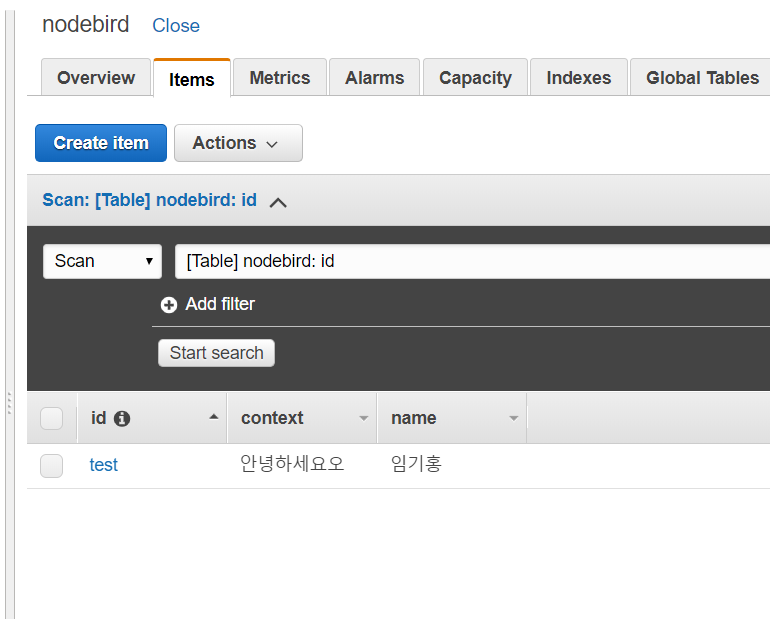 nodebird Close
Overview Items Metrics Alarms Capacity Indexes Global Tables
Create item Actions
Scan: [Table] nodebird: id
Scan [Table] nodebird: id
Add filter
Start search
id context name
test 안녕하세요오 임기홍